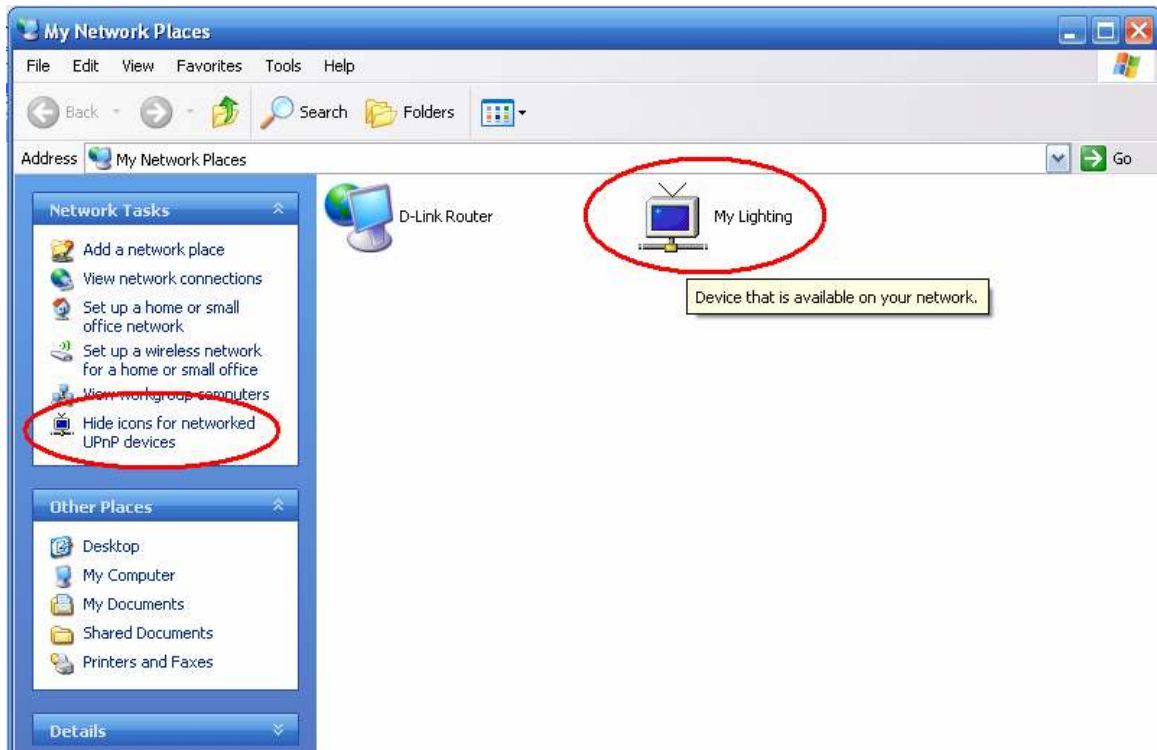 My Network Places
File Edit View Favorites Tools Help
Back Search Folders
Address My Network Places Go
Network Tasks
Add a network place
View network connections
Set up a home or small
office network
Set up a wireless network
for a home or small office
View workgroup computers
Hide icons for networked
UPnP devices
Other Places
Desktop
My Computer
My Documents
Shared Documents
Printers and Faxes
Details
D-Link Router
My Lighting
Device that is available on your network.